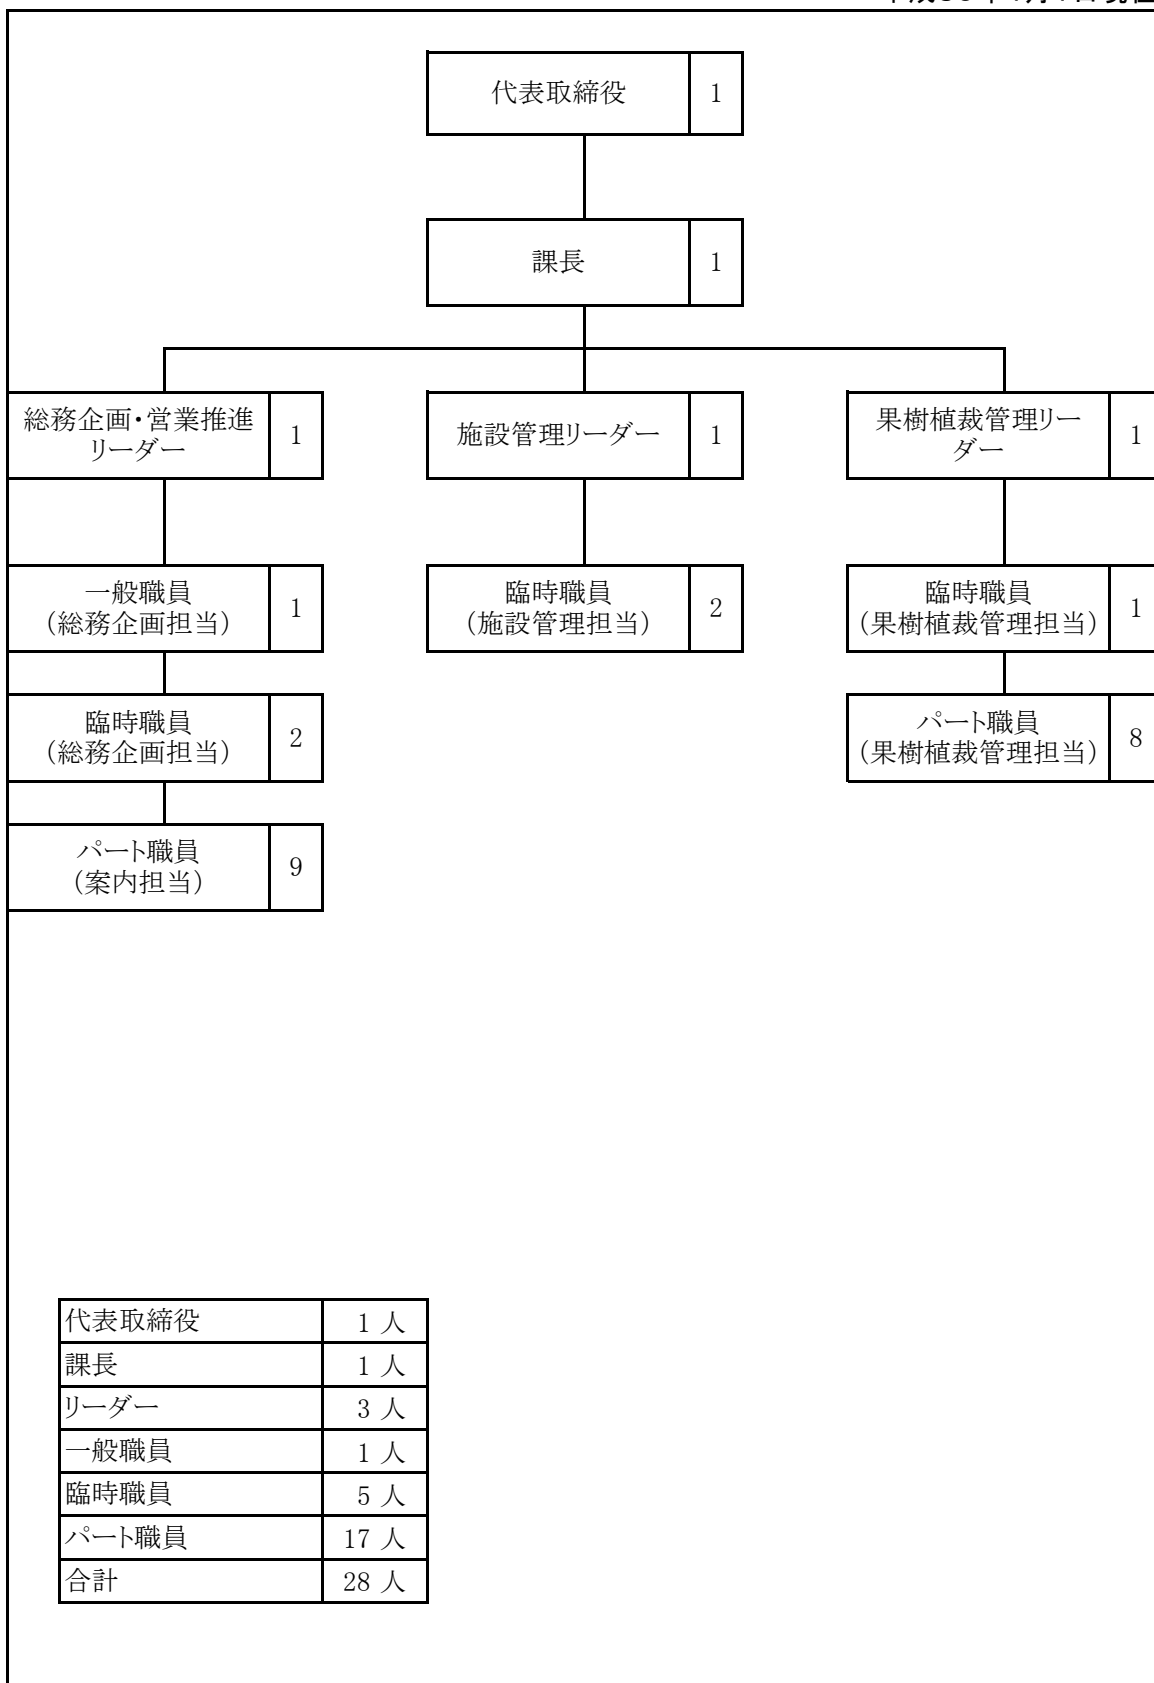 代表取締役 1
課長 1
総務企画・営業推進
リーダー 1
施設管理リーダー 1
果樹植裁管理リー
ダー 1
一般職員
（総務企画担当） 1
臨時職員
（施設管理担当） 2
臨時職員
（果樹植裁管理担当） 1
臨時職員
（総務企画担当） 2
パート職員
（果樹植裁管理担当） 8
パート職員
（案内担当） 9
代表取締役 1 人
課長 1 人
リーダー 3 人
一般職員 1 人
臨時職員 5 人
パート職員 17 人
合計 28 人